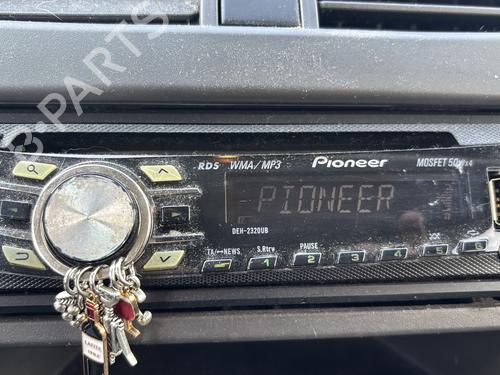 B-PARTS
RDS WMA/MP3 Pioneer MOSFET 50Wx4
PIONEER
DEH-2320UB
TA/NEWS S.Rtrv PAUSE
1 2 3 4 5 6